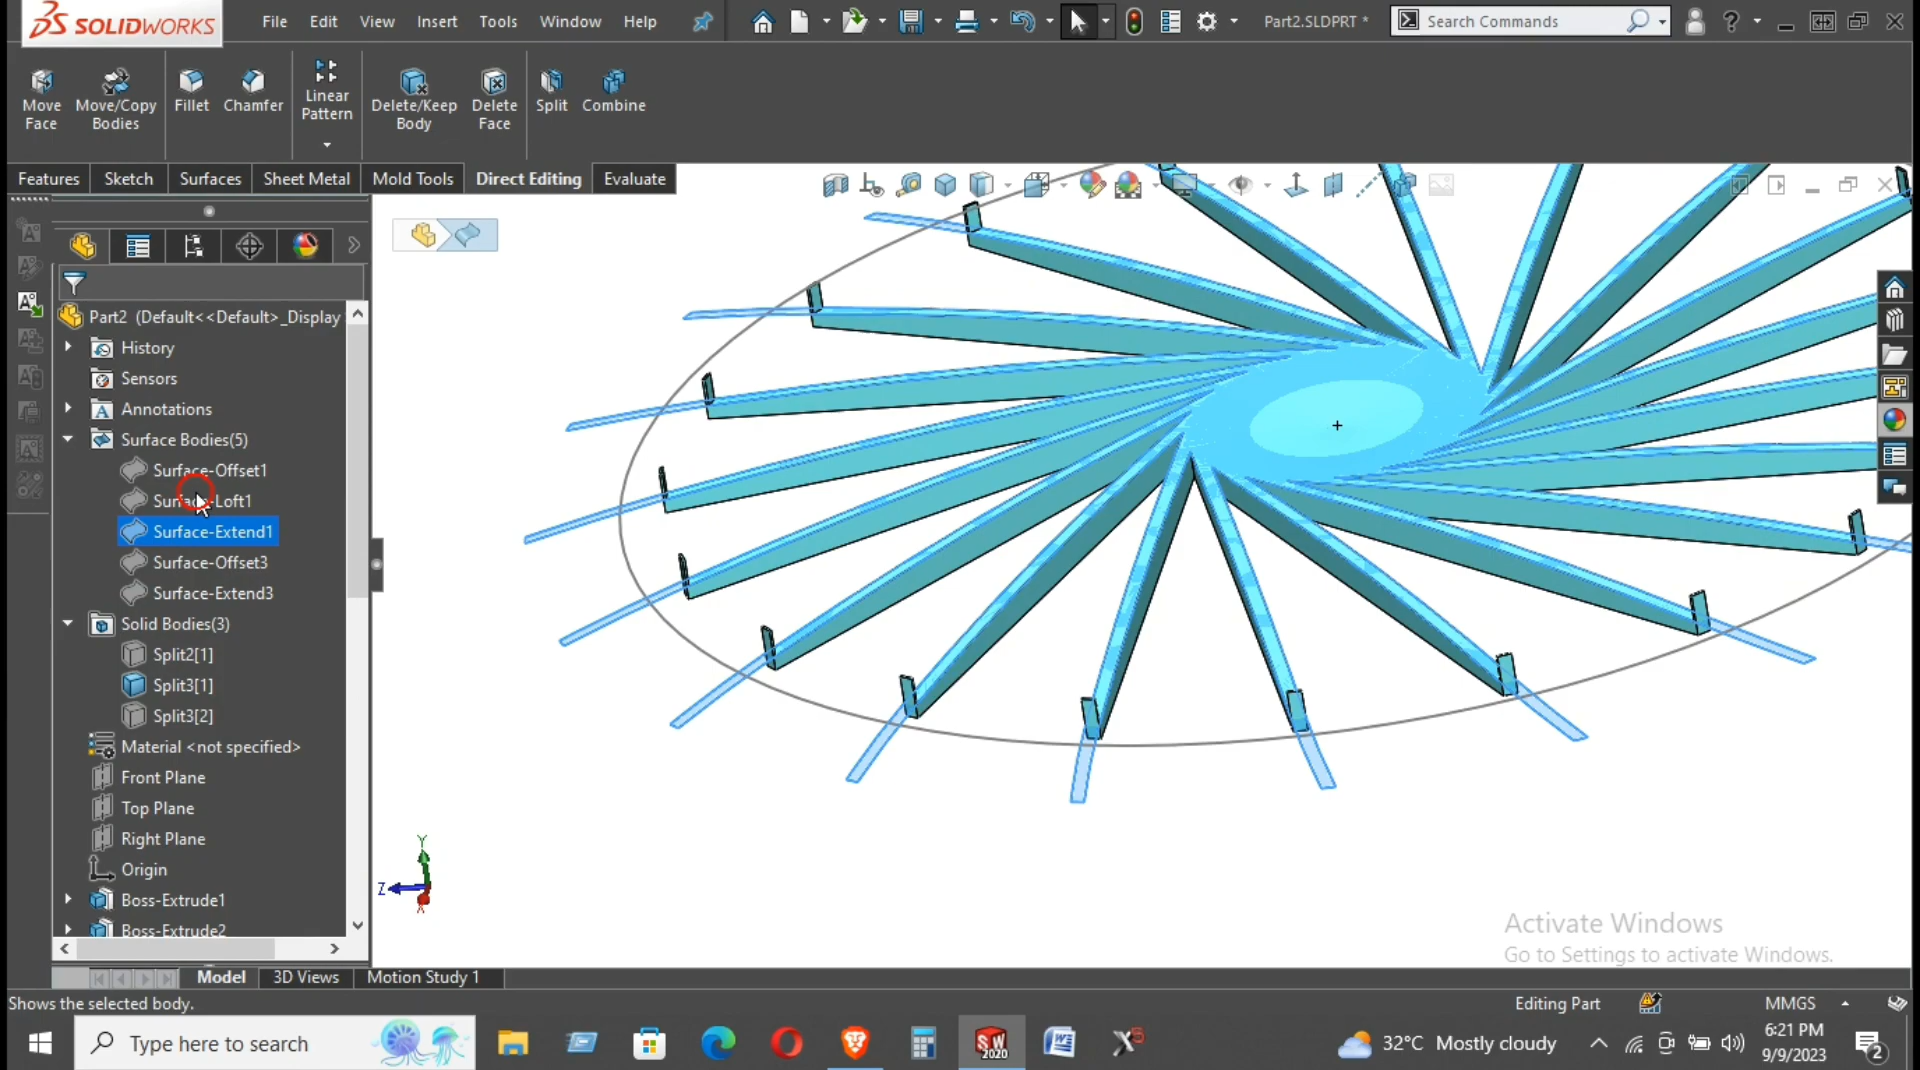 SOLIDWORKS File Edit View Insert Tools Window Help Part2.SLDPRT * Search Commands ?
Move Face Move/Copy Bodies Fillet Chamfer Linear Pattern Delete/Keep Body Delete Face Split Combine
Features Sketch Surfaces Sheet Metal Mold Tools Direct Editing Evaluate
Part2 (Default<<Default>_Display
History
Sensors
Annotations
Surface Bodies(5)
Surface-Offset1
Surface-Loft1
Surface-Extend1
Surface-Offset3
Surface-Extend3
Solid Bodies(3)
Split2[1]
Split3[1]
Split3[2]
Material <not specified>
Front Plane
Top Plane
Right Plane
Origin
Boss-Extrude1
Boss-Extrude2
Y
Z
X
Activate Windows
Go to Settings to activate Windows.
Model 3D Views Motion Study 1
Shows the selected body. Editing Part MMGS
Type here to search SW 2020 32°C Mostly cloudy 6:21 PM
9/9/2023 2